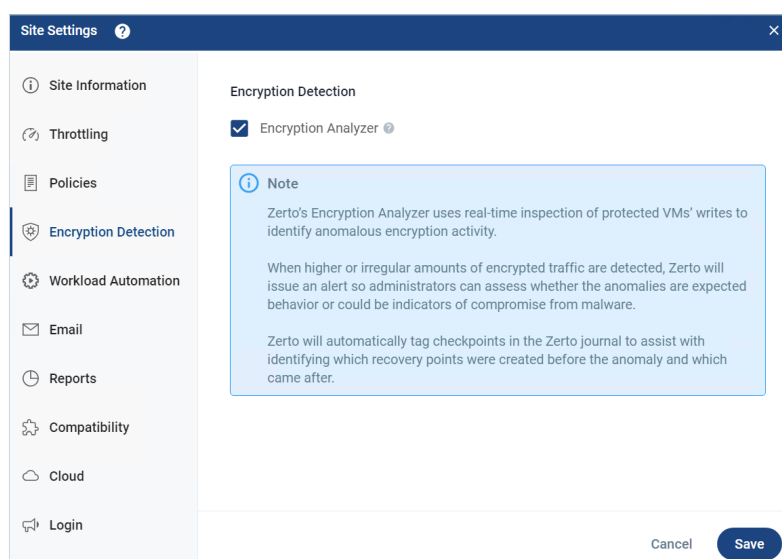 Site Settings ?
Site Information
Throttling
Policies
Encryption Detection
Workload Automation
Email
Reports
Compatibility
Cloud
Login
Encryption Detection
Encryption Analyzer ?
Note
Zerto's Encryption Analyzer uses real-time inspection of protected VMs' writes to
identify anomalous encryption activity.
When higher or irregular amounts of encrypted traffic are detected, Zerto will
issue an alert so administrators can assess whether the anomalies are expected
behavior or could be indicators of compromise from malware.
Zerto will automatically tag checkpoints in the Zerto journal to assist with
identifying which recovery points were created before the anomaly and which
came after.
Cancel Save